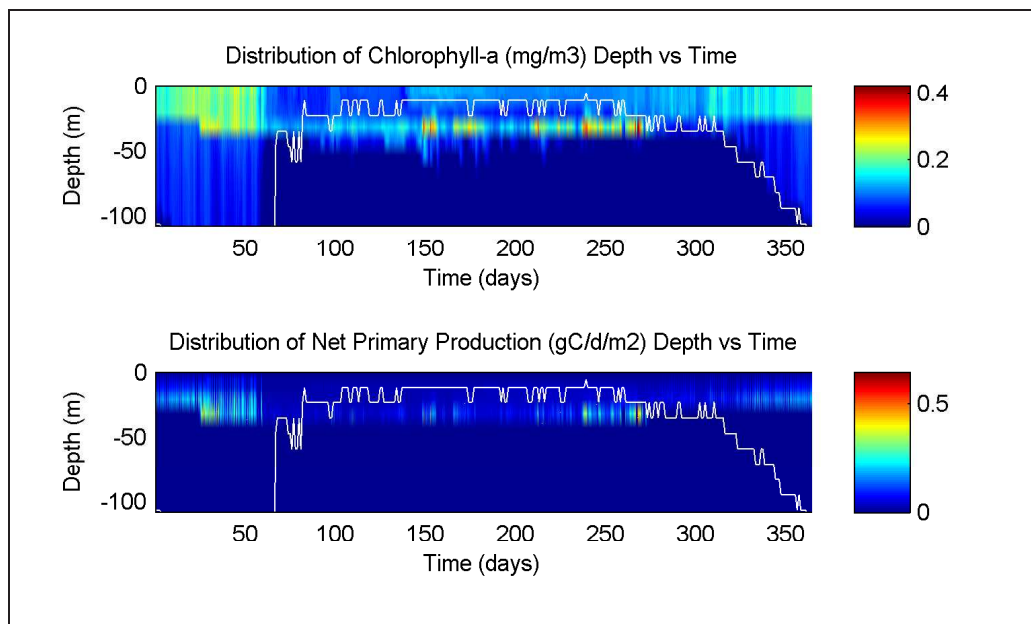 Distribution of Chlorophyll-a (mg/m3) Depth vs Time
0
-50
-100
Depth (m)
50 100 150 200 250 300 350
Time (days)
0.4
0.2
0
Distribution of Net Primary Production (gC/d/m2) Depth vs Time
0
-50
-100
Depth (m)
50 100 150 200 250 300 350
Time (days)
0.5
0